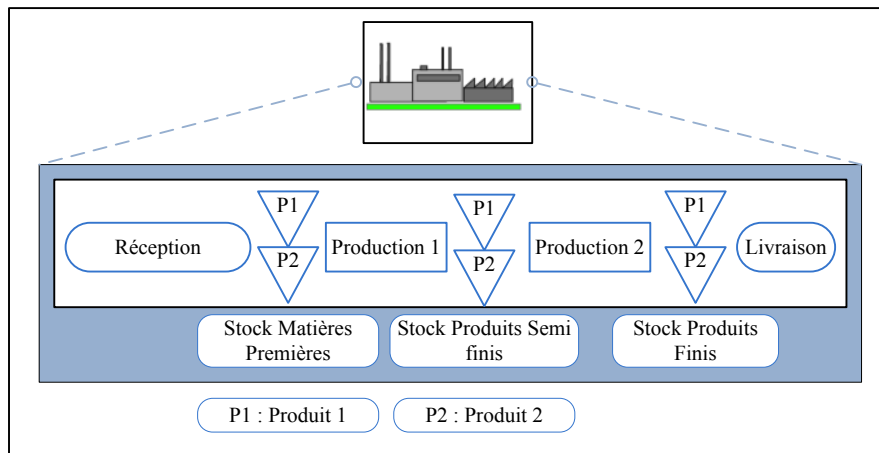 P1
P1
P1
Réception
Production 1
Production 2
Livraison
P2
P2
P2
Stock Matières
Premières
Stock Produits Semi
finis
Stock Produits
Finis
P1 : Produit 1
P2 : Produit 2